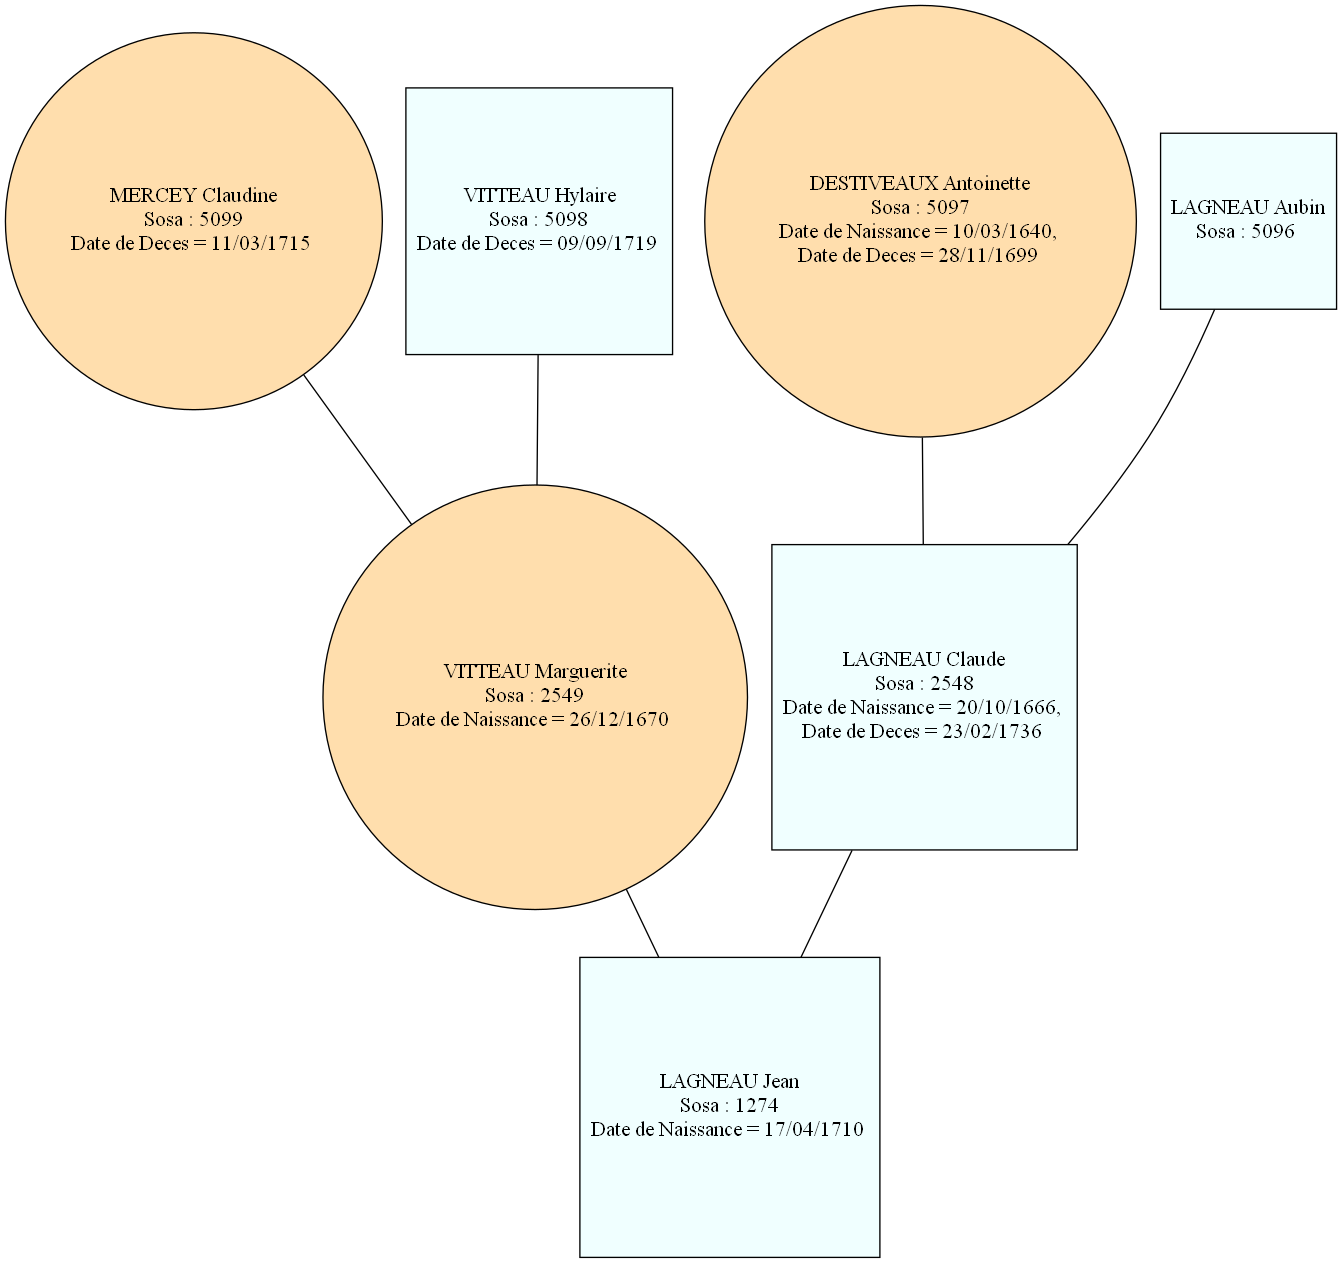 MERCEY Claudine
Sosa : 5099
Date de Deces = 11/03/1715
VITTEAU Hylaire
Sosa : 5098
Date de Deces = 09/09/1719
DESTIVEAUX Antoinette
Sosa : 5097
Date de Naissance = 10/03/1640,
Date de Deces = 28/11/1699
LAGNEAU Aubin
Sosa : 5096
VITTEAU Marguerite
Sosa : 2549
Date de Naissance = 26/12/1670
LAGNEAU Claude
Sosa : 2548
Date de Naissance = 20/10/1666,
Date de Deces = 23/02/1736
LAGNEAU Jean
Sosa : 1274
Date de Naissance = 17/04/1710